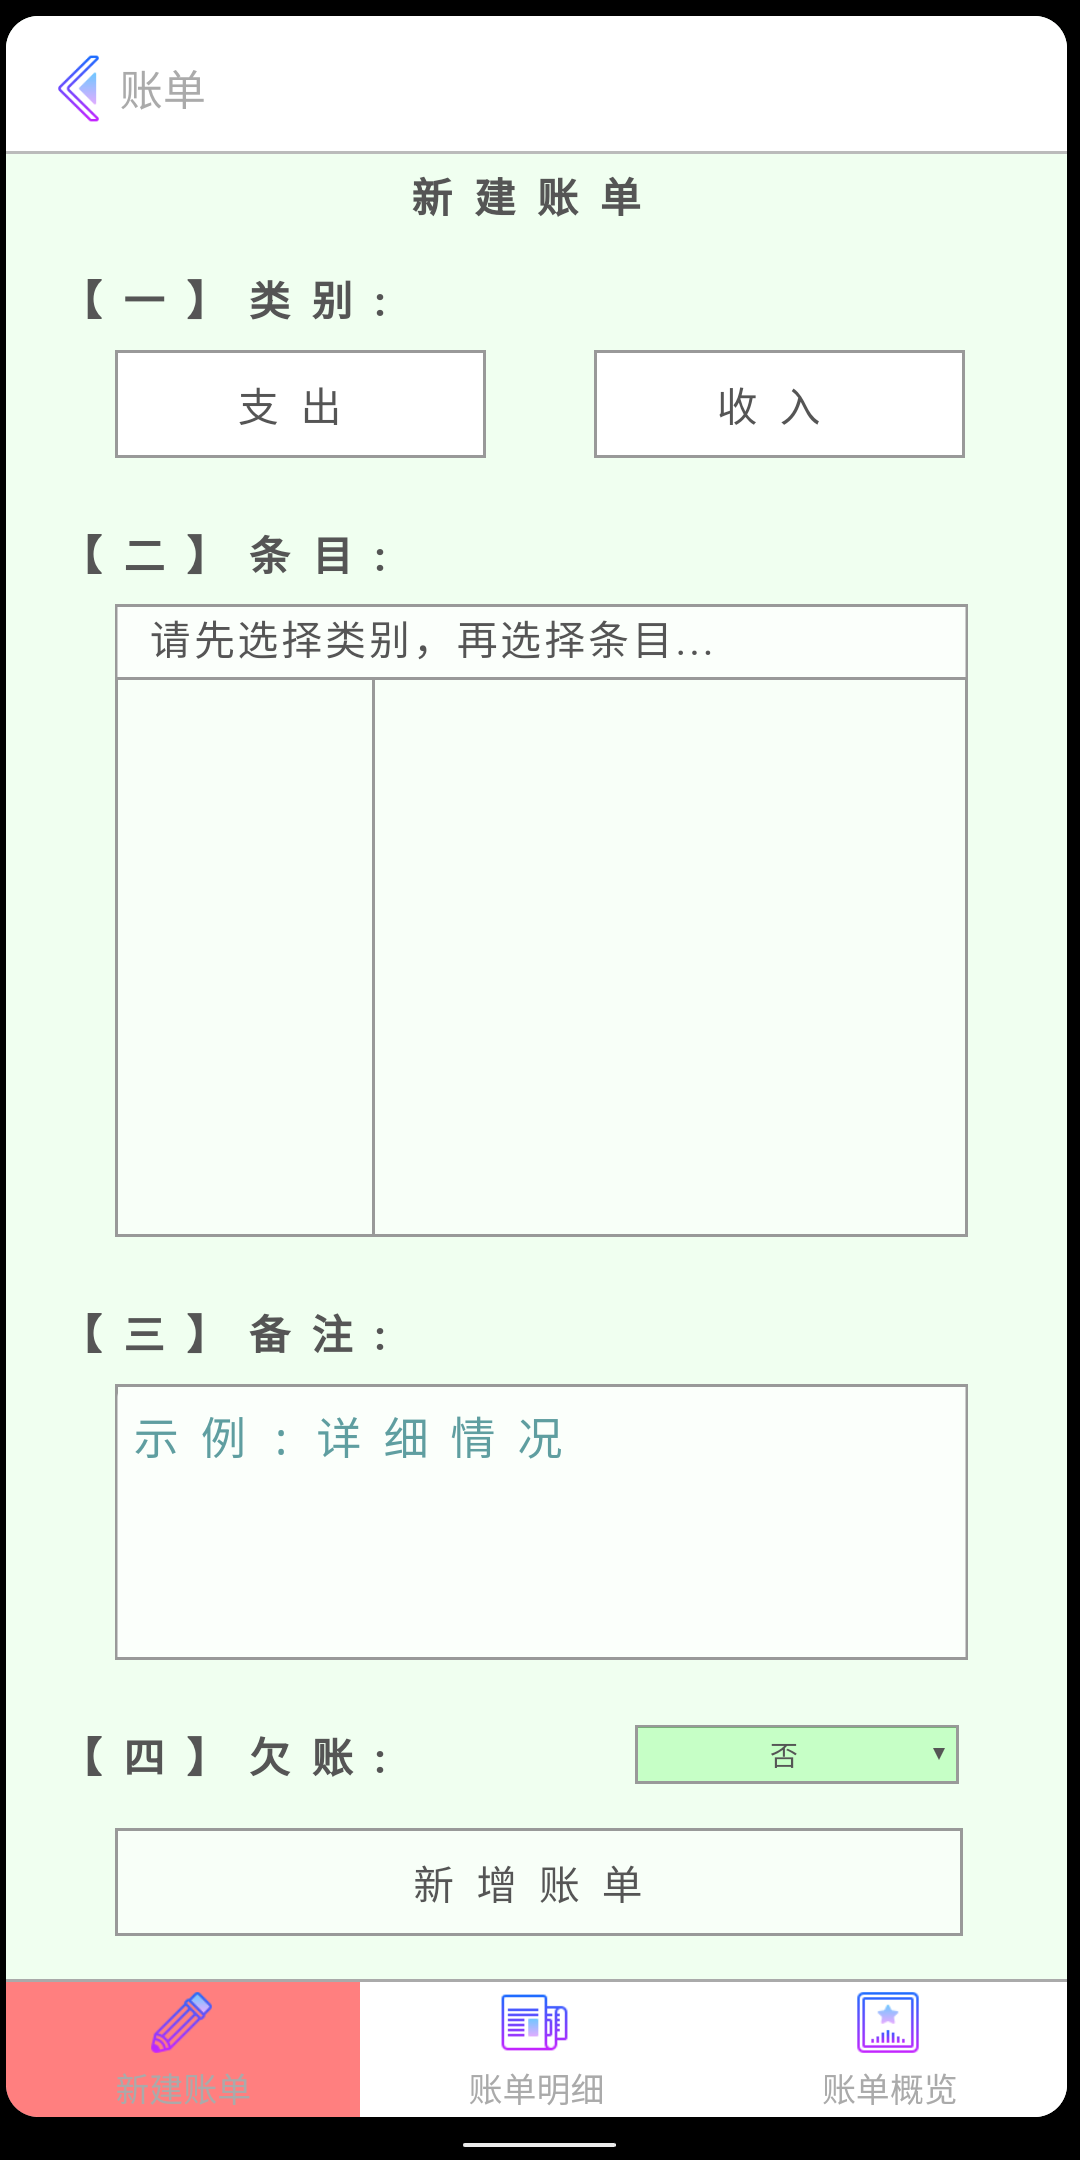 账单
新建账单
【一】类别:
支出 收入
【二】条目:
请先选择类别，再选择条目...
【三】备注:
示例:详细情况
【四】欠账: 否 ▼
新增账单
新建账单 账单明细 账单概览